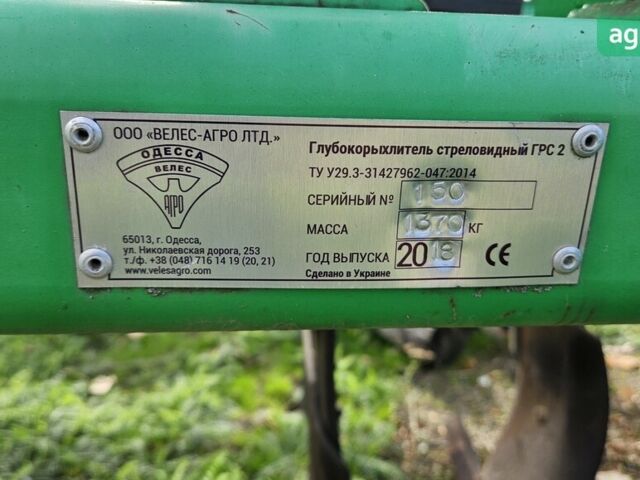 ag
ООО «ВЕЛЕС-АГРО ЛТД.»
ОДЕССА
ВЕЛЕС
АГРО
65013, г. Одесса,
ул. Николаевская дорога, 253
т./ф. +38 (048) 716 14 19 (20, 21)
www.velesagro.com
Глубокорыхлитель стреловидный ГРС 2
ТУ У29.3-31427962-047:2014
СЕРИЙНЫЙ № 150
МАССА 1370 КГ
ГОД ВЫПУСКА 2018 CE
Сделано в Украине